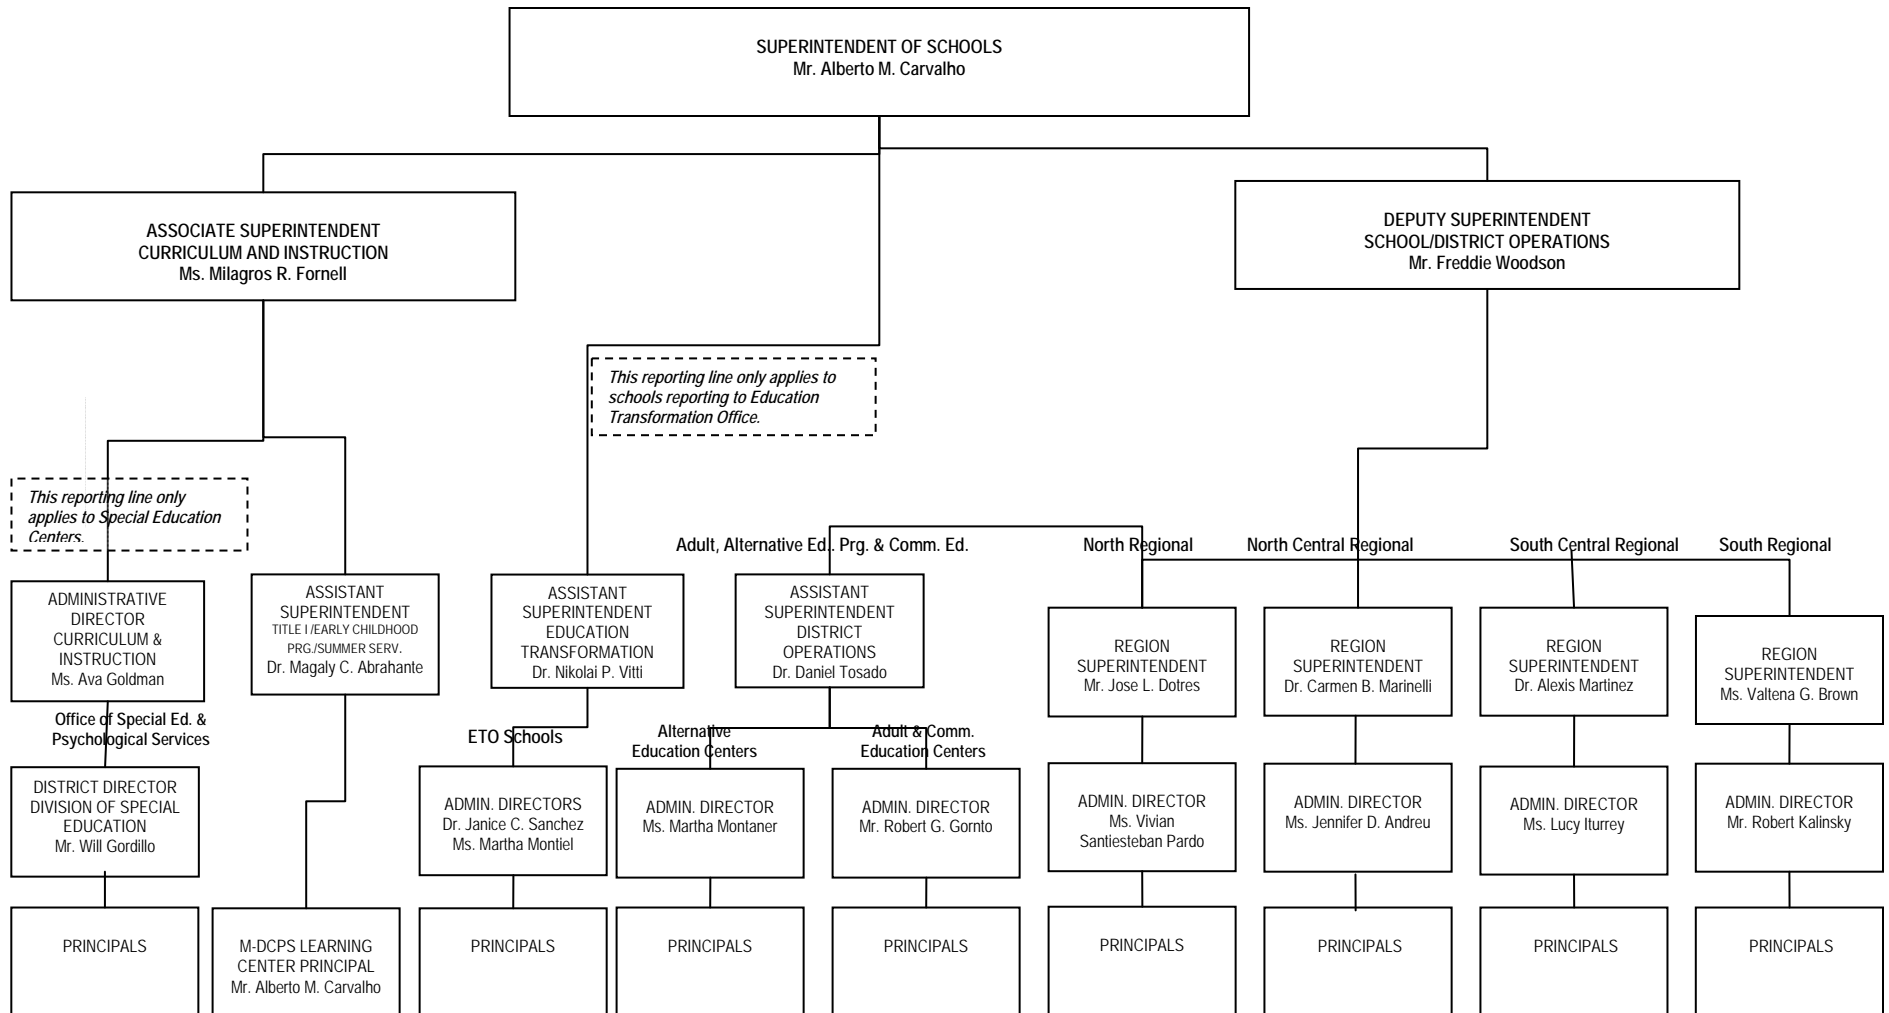 SUPERINTENDENT OF SCHOOLS
Mr. Alberto M. Carvalho
ASSOCIATE SUPERINTENDENT
CURRICULUM AND INSTRUCTION
Ms. Milagros R. Fornell
DEPUTY SUPERINTENDENT
SCHOOL/DISTRICT OPERATIONS
Mr. Freddie Woodson
This reporting line only applies to
schools reporting to Education
Transformation Office.
This reporting line only
applies to Special Education
Centers.
Adult, Alternative Ed.. Prg. & Comm. Ed.
North Regional
North Central Regional
South Central Regional
South Regional
ADMINISTRATIVE
DIRECTOR
CURRICULUM &
INSTRUCTION
Ms. Ava Goldman
ASSISTANT
SUPERINTENDENT
TITLE I /EARLY CHILDHOOD
PRG./SUMMER SERV.
Dr. Magaly C. Abrahante
ASSISTANT
SUPERINTENDENT
EDUCATION
TRANSFORMATION
Dr. Nikolai P. Vitti
ASSISTANT
SUPERINTENDENT
DISTRICT
OPERATIONS
Dr. Daniel Tosado
REGION
SUPERINTENDENT
Mr. Jose L. Dotres
REGION
SUPERINTENDENT
Dr. Carmen B. Marinelli
REGION
SUPERINTENDENT
Dr. Alexis Martinez
REGION
SUPERINTENDENT
Ms. Valtena G. Brown
Office of Special Ed. &
Psychological Services
ETO Schools
Alternative
Education Centers
Adult & Comm.
Education Centers
DISTRICT DIRECTOR
DIVISION OF SPECIAL
EDUCATION
Mr. Will Gordillo
ADMIN. DIRECTORS
Dr. Janice C. Sanchez
Ms. Martha Montiel
ADMIN. DIRECTOR
Ms. Martha Montaner
ADMIN. DIRECTOR
Mr. Robert G. Gornto
ADMIN. DIRECTOR
Ms. Vivian
Santiesteban Pardo
ADMIN. DIRECTOR
Ms. Jennifer D. Andreu
ADMIN. DIRECTOR
Ms. Lucy Iturrey
ADMIN. DIRECTOR
Mr. Robert Kalinsky
PRINCIPALS
M-DCPS LEARNING
CENTER PRINCIPAL
Mr. Alberto M. Carvalho
PRINCIPALS
PRINCIPALS
PRINCIPALS
PRINCIPALS
PRINCIPALS
PRINCIPALS
PRINCIPALS